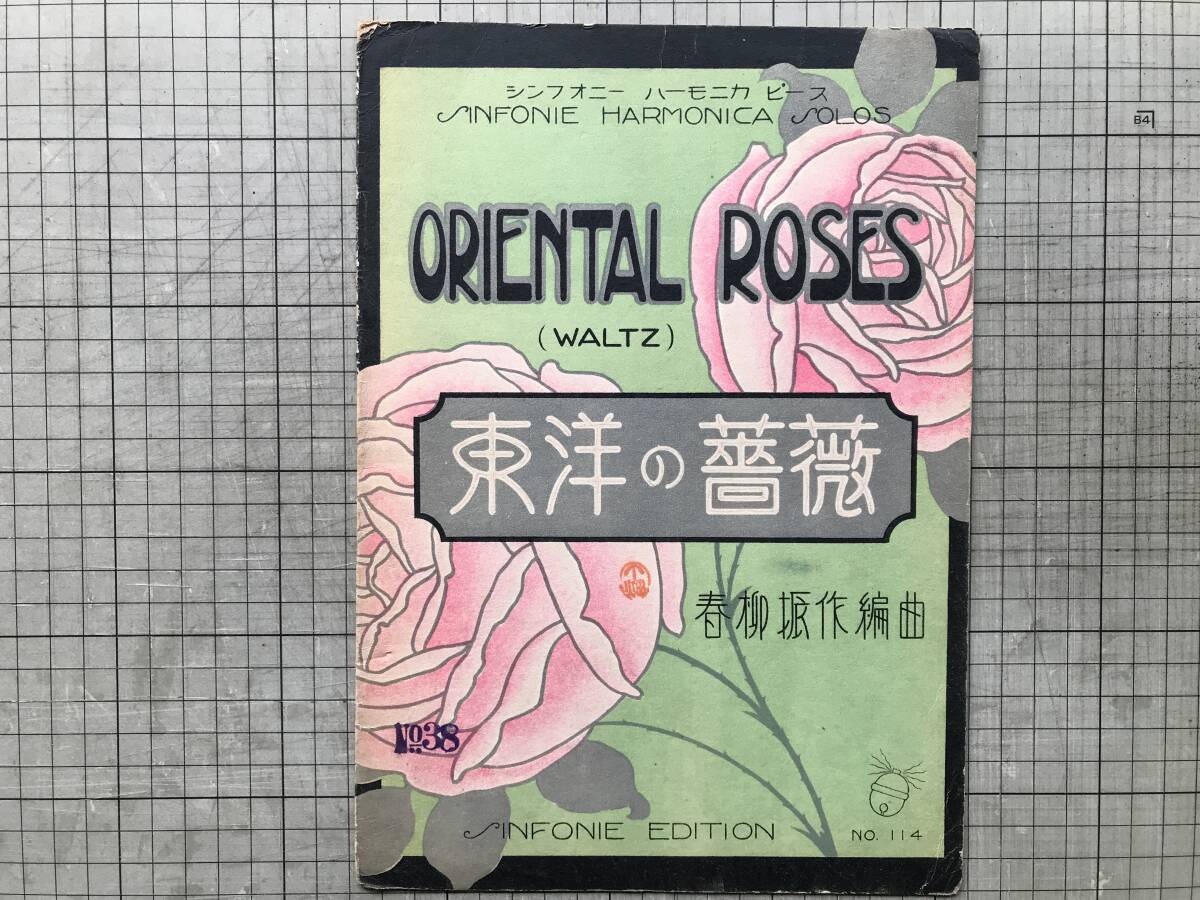 シンフオニー ハーモニカ ピース
SINFONIE HARMONICA SOLOS
B4
ORIENTAL ROSES
(WALTZ)
東洋の薔薇
春柳振作編曲
No.38
SINFONIE EDITION
NO. 114